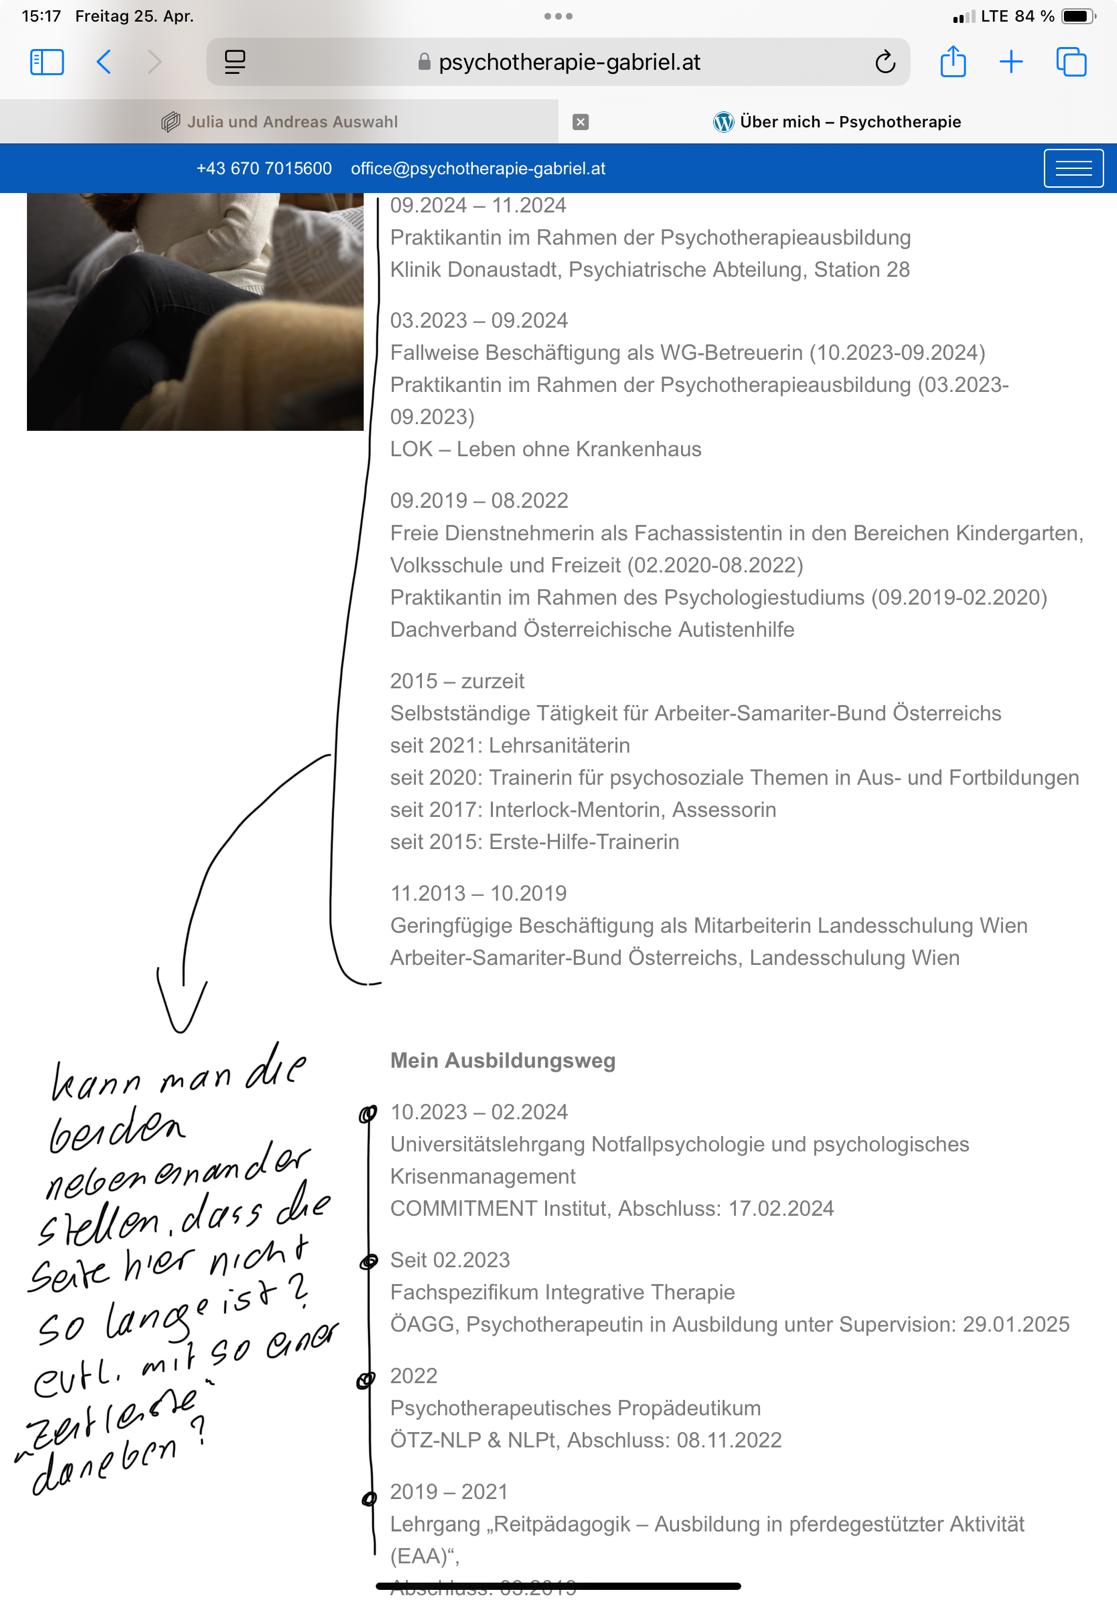 15:17 Freitag 25. Apr.
LTE 84 %
psychotherapie-gabriel.at
Julia und Andreas Auswahl
Über mich – Psychotherapie
+43 670 7015600 office@psychotherapie-gabriel.at
09.2024 – 11.2024
Praktikantin im Rahmen der Psychotherapieausbildung
Klinik Donaustadt, Psychiatrische Abteilung, Station 28
03.2023 – 09.2024
Fallweise Beschäftigung als WG-Betreuerin (10.2023-09.2024)
Praktikantin im Rahmen der Psychotherapieausbildung (03.2023-
09.2023)
LOK – Leben ohne Krankenhaus
09.2019 – 08.2022
Freie Dienstnehmerin als Fachassistentin in den Bereichen Kindergarten,
Volksschule und Freizeit (02.2020-08.2022)
Praktikantin im Rahmen des Psychologiestudiums (09.2019-02.2020)
Dachverband Österreichische Autistenhilfe
2015 – zurzeit
Selbstständige Tätigkeit für Arbeiter-Samariter-Bund Österreichs
seit 2021: Lehrsanitäterin
seit 2020: Trainerin für psychosoziale Themen in Aus- und Fortbildungen
seit 2017: Interlock-Mentorin, Assessorin
seit 2015: Erste-Hilfe-Trainerin
11.2013 – 10.2019
Geringfügige Beschäftigung als Mitarbeiterin Landesschulung Wien
Arbeiter-Samariter-Bund Österreichs, Landesschulung Wien
kann man die
beiden
nebeneinander
stellen, dass die
Seite hier nicht
so lange ist?
evtl. mit so einer
"Zeitleiste"
daneben?
Mein Ausbildungsweg
10.2023 – 02.2024
Universitätslehrgang Notfallpsychologie und psychologisches
Krisenmanagement
COMMITMENT Institut, Abschluss: 17.02.2024
Seit 02.2023
Fachspezifikum Integrative Therapie
ÖAGG, Psychotherapeutin in Ausbildung unter Supervision: 29.01.2025
2022
Psychotherapeutisches Propädeutikum
ÖTZ-NLP & NLPt, Abschluss: 08.11.2022
2019 – 2021
Lehrgang „Reitpädagogik – Ausbildung in pferdegestützter Aktivität
(EAA)“,
Abschluss: